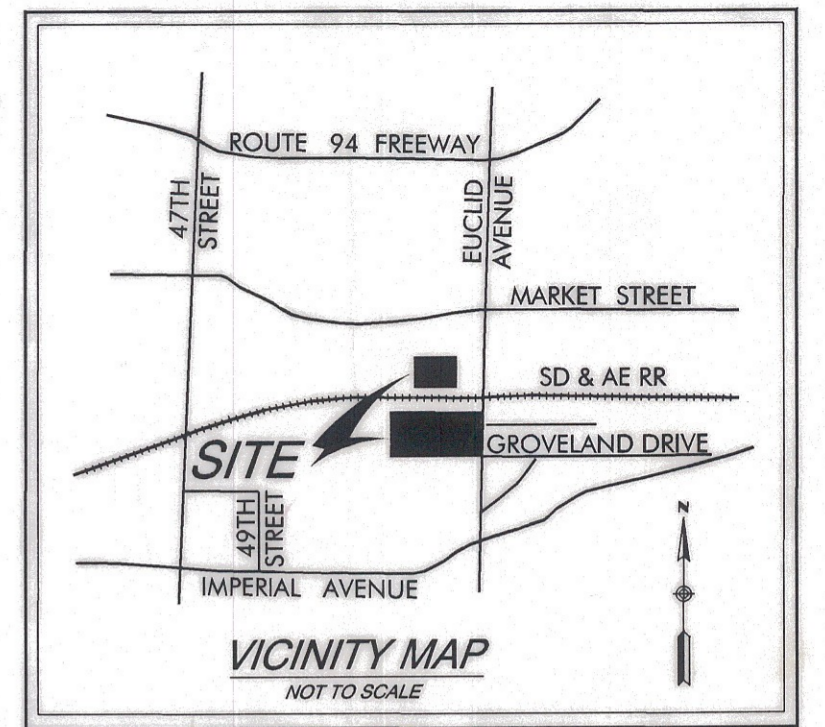 ROUTE 94 FREEWAY
47TH
STREET
EUCLID
AVENUE
MARKET STREET
SD & AE RR
SITE
GROVELAND DRIVE
49TH
STREET
N
IMPERIAL AVENUE
VICINITY MAP
NOT TO SCALE